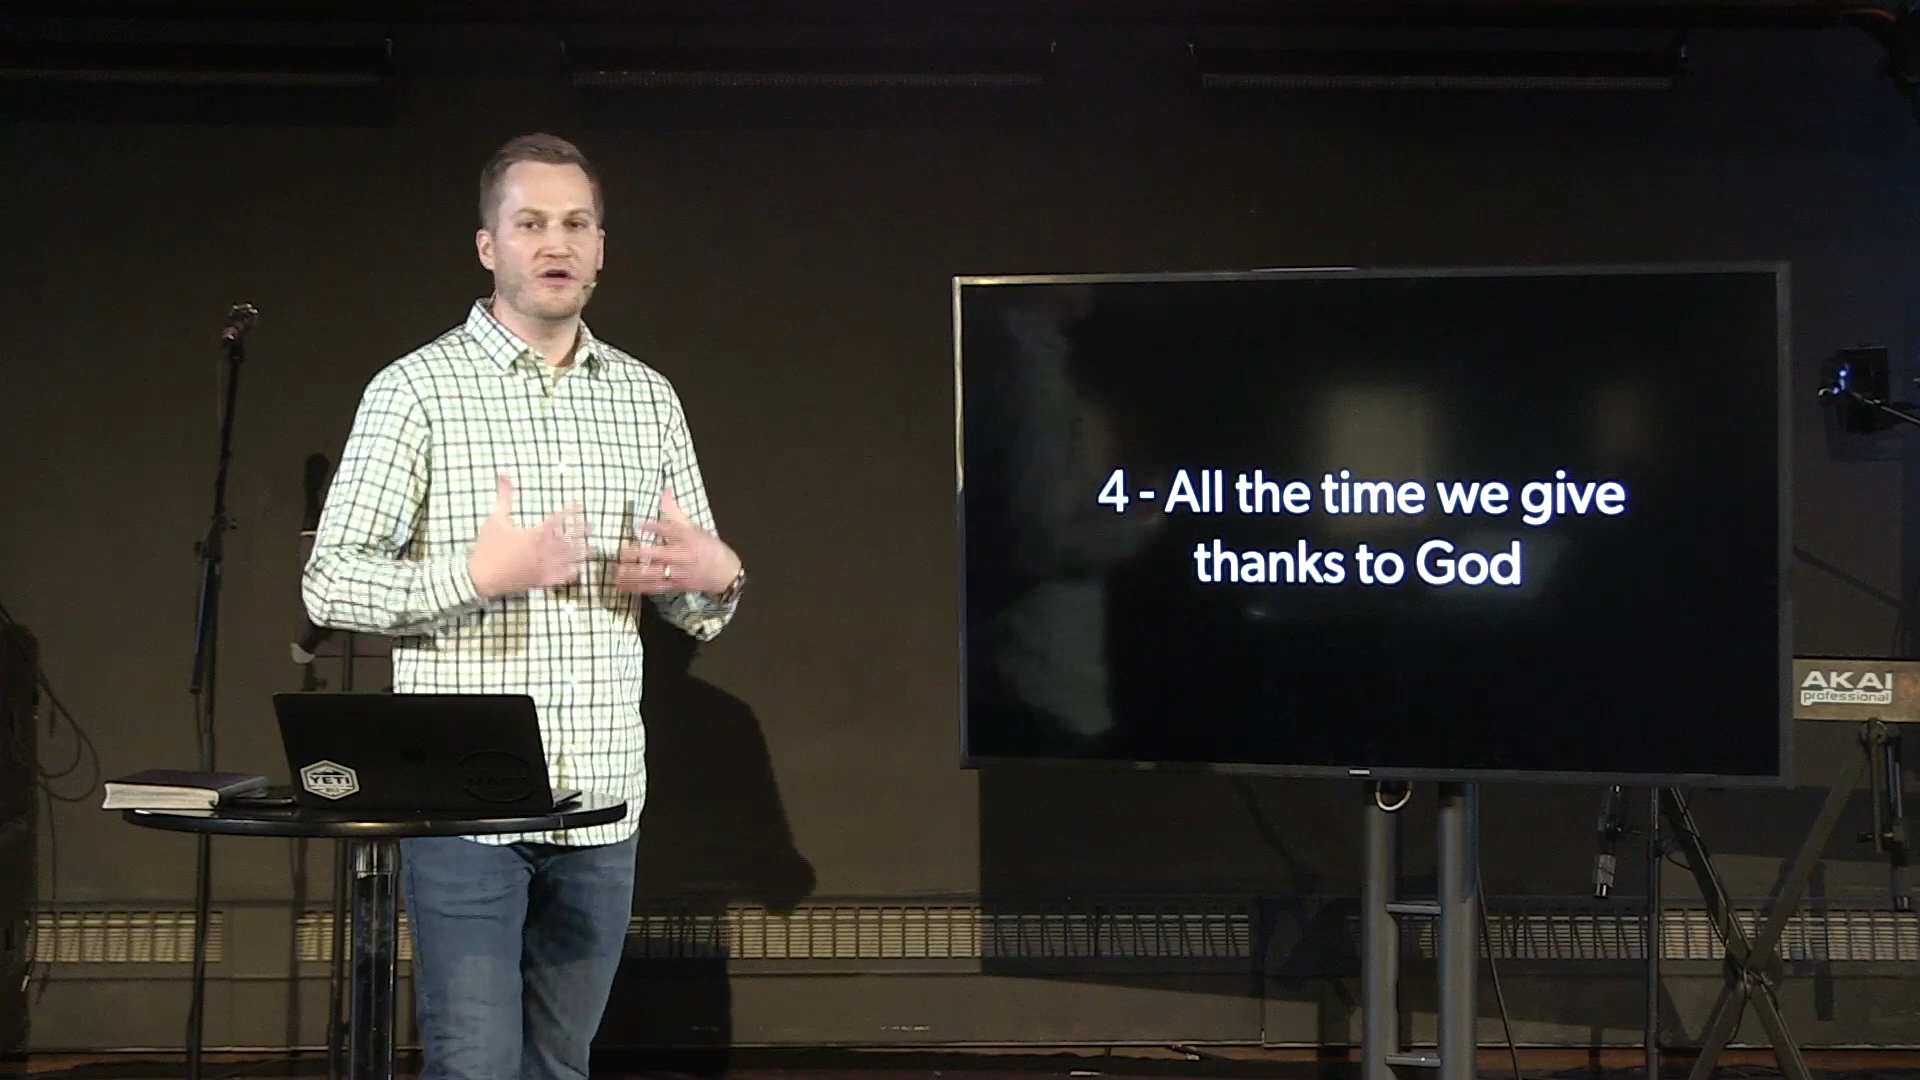 4 - All the time we give
thanks to God
AKAI
professional
YETI